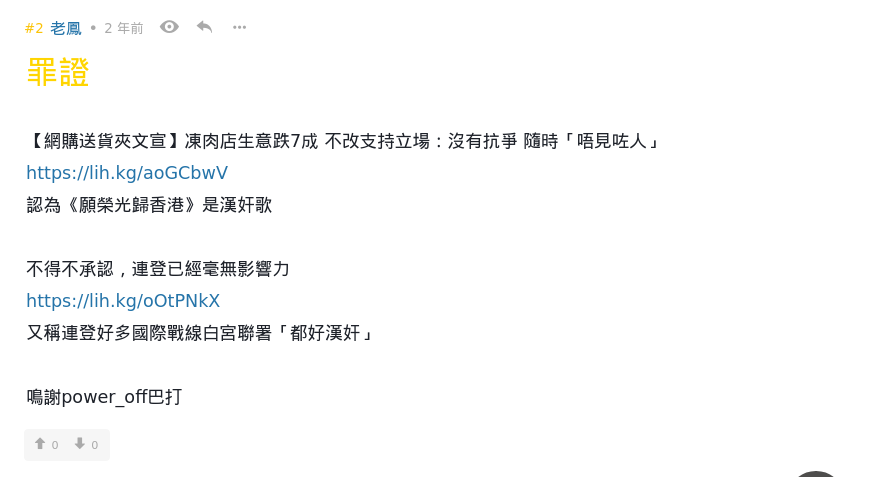 #2 老鳳 • 2 年前
罪證
【網購送貨夾文宣】凍肉店生意跌7成 不改支持立場：沒有抗爭 隨時「唔見咗人」
https://lih.kg/aoGCbwV
認為《願榮光歸香港》是漢奸歌
不得不承認，連登已經毫無影響力
https://lih.kg/oOtPNkX
又稱連登好多國際戰線白宮聯署「都好漢奸」
鳴謝power_off巴打
0 0